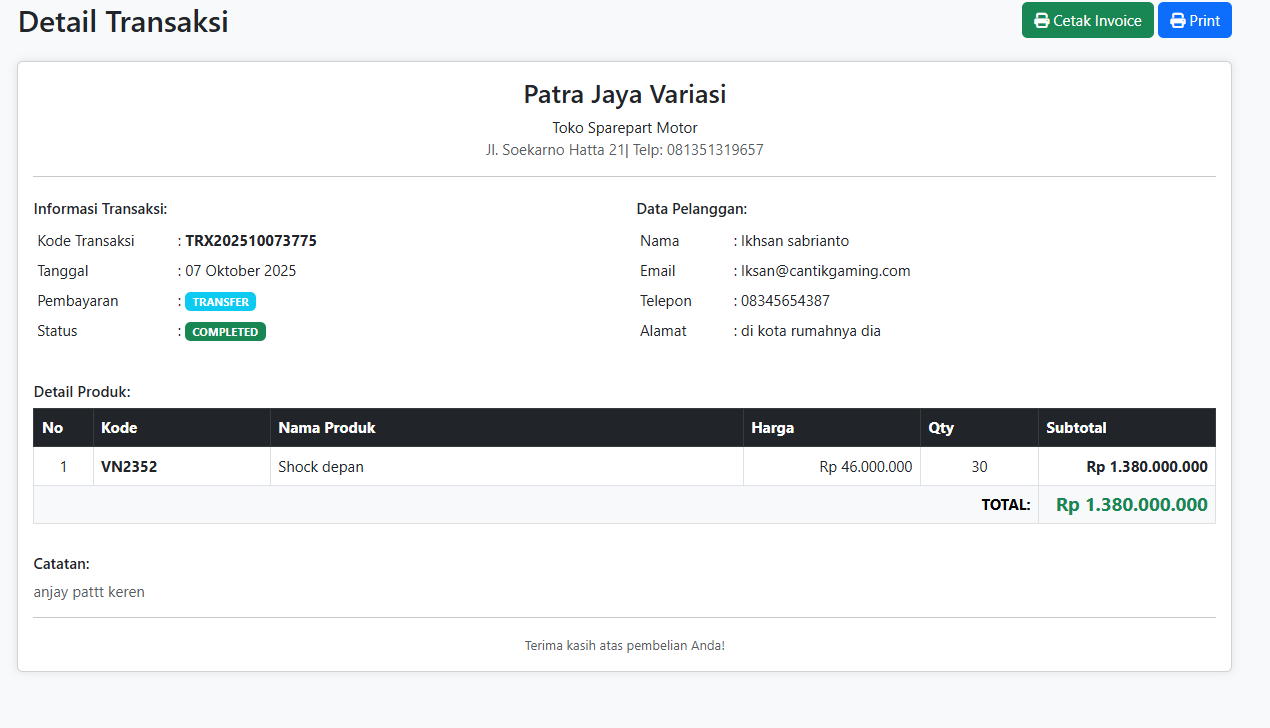 Detail Transaksi
Cetak Invoice Print
Patra Jaya Variasi
Toko Sparepart Motor
Jl. Soekarno Hatta 21| Telp: 081351319657
Informasi Transaksi:
Kode Transaksi : TRX202510073775
Tanggal : 07 Oktober 2025
Pembayaran : TRANSFER
Status : COMPLETED
Data Pelanggan:
Nama : Ikhsan sabrianto
Email : Iksan@cantikgaming.com
Telepon : 08345654387
Alamat : di kota rumahnya dia
Detail Produk:
No Kode Nama Produk Harga Qty Subtotal
1 VN2352 Shock depan Rp 46.000.000 30 Rp 1.380.000.000
TOTAL: Rp 1.380.000.000
Catatan:
anjay pattt keren
Terima kasih atas pembelian Anda!